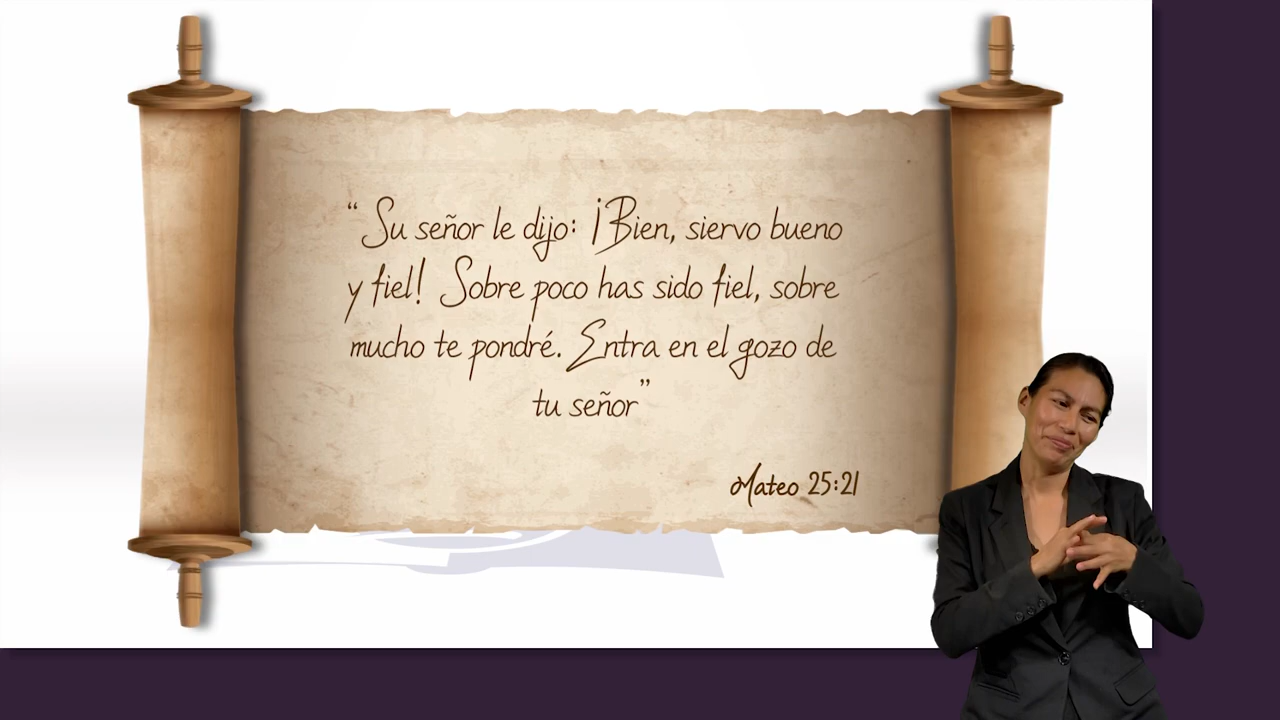 “ Su señor le dijo: ¡Bien, siervo bueno
y fiel! Sobre poco has sido fiel, sobre
mucho te pondré. Entra en el gozo de
tu señor”
Mateo 25:21